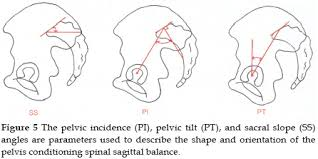 SS PI PT
Figure 5 The pelvic incidence (PI), pelvic tilt (PT), and sacral slope (SS)
angles are parameters used to describe the shape and orientation of the
pelvis conditioning spinal sagittal balance.